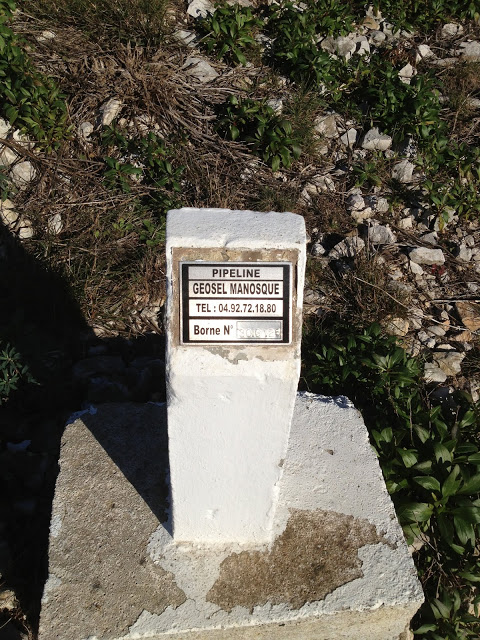 PIPELINE
GEOSEL MANOSQUE
TEL : 04.92.72.18.80
Borne N°